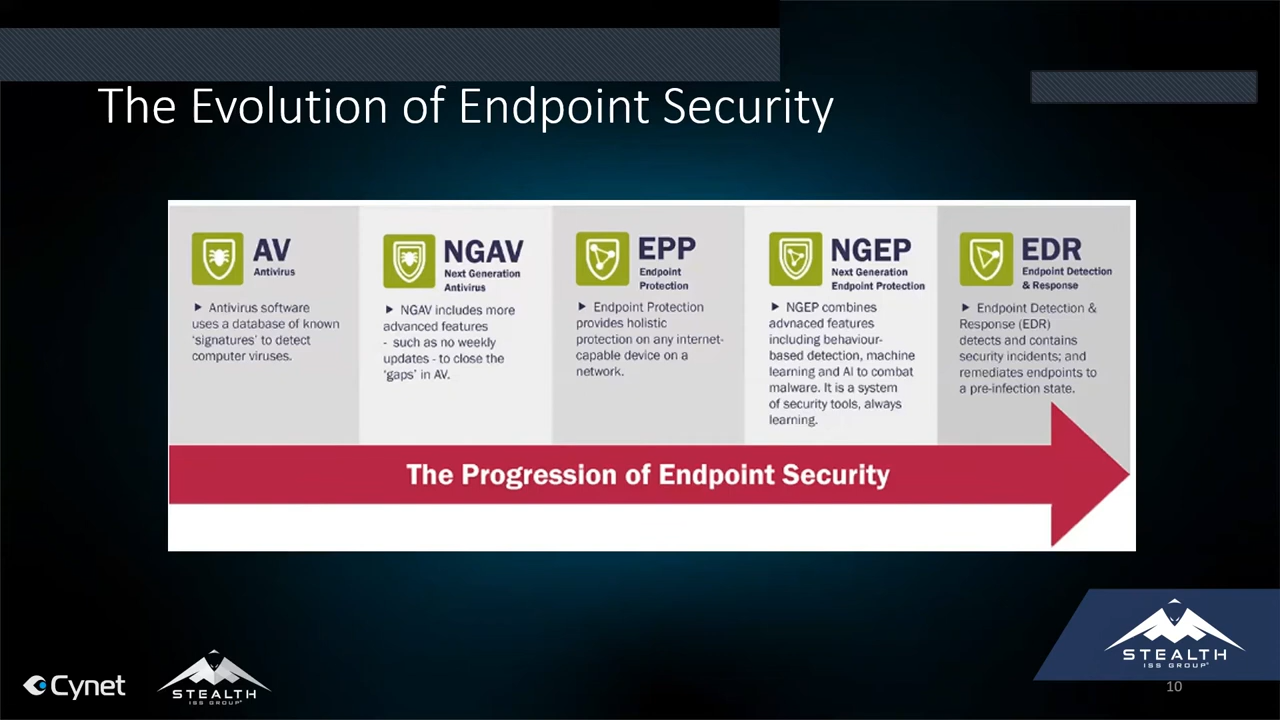 The Evolution of Endpoint Security
AV
Antivirus
► Antivirus software
uses a database of known
‘signatures’ to detect
computer viruses.
NGAV
Next Generation
Antivirus
► NGAV includes more
advanced features
- such as no weekly
updates - to close the
‘gaps’ in AV.
EPP
Endpoint
Protection
► Endpoint Protection
provides holistic
protection on any internet-
capable device on a
network.
NGEP
Next Generation
Endpoint Protection
► NGEP combines
advnaced features
including behaviour-
based detection, machine
learning and AI to combat
malware. It is a system
of security tools, always
learning.
EDR
Endpoint Detection
& Response
► Endpoint Detection &
Response (EDR)
detects and contains
security incidents; and
remediates endpoints to
a pre-infection state.
The Progression of Endpoint Security
Cynet
STEALTH
ISS GROUP®
STEALTH
ISS GROUP®
10